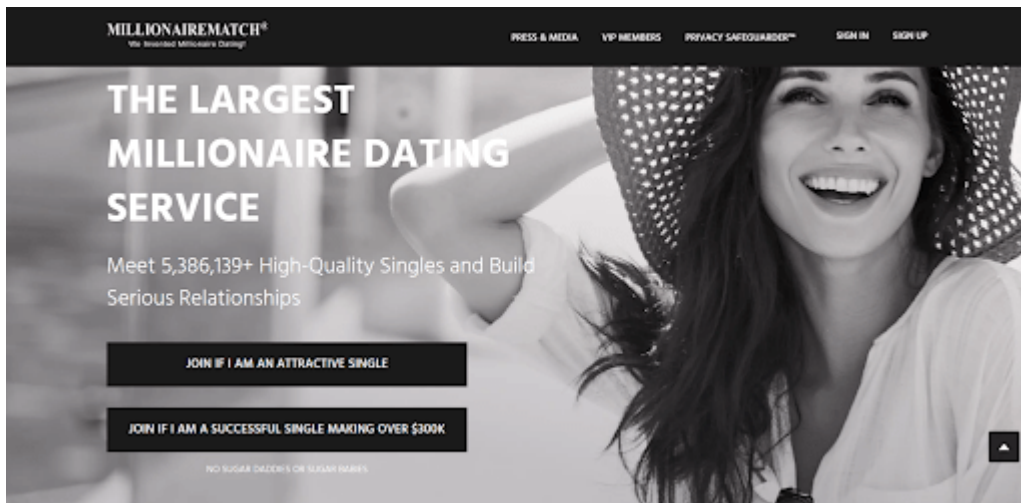 MILLIONAIREMATCH®
We Invented Millionaire Dating!
PRESS & MEDIA
VIP MEMBERS
PRIVACY SAFEGUARDER™
SIGN IN
SIGN UP
THE LARGEST
MILLIONAIRE DATING
SERVICE
Meet 5,386,139+ High-Quality Singles and Build
Serious Relationships
JOIN IF I AM AN ATTRACTIVE SINGLE
JOIN IF I AM A SUCCESSFUL SINGLE MAKING OVER $300K
NO SUGAR DADDIES OR SUGAR BABIES